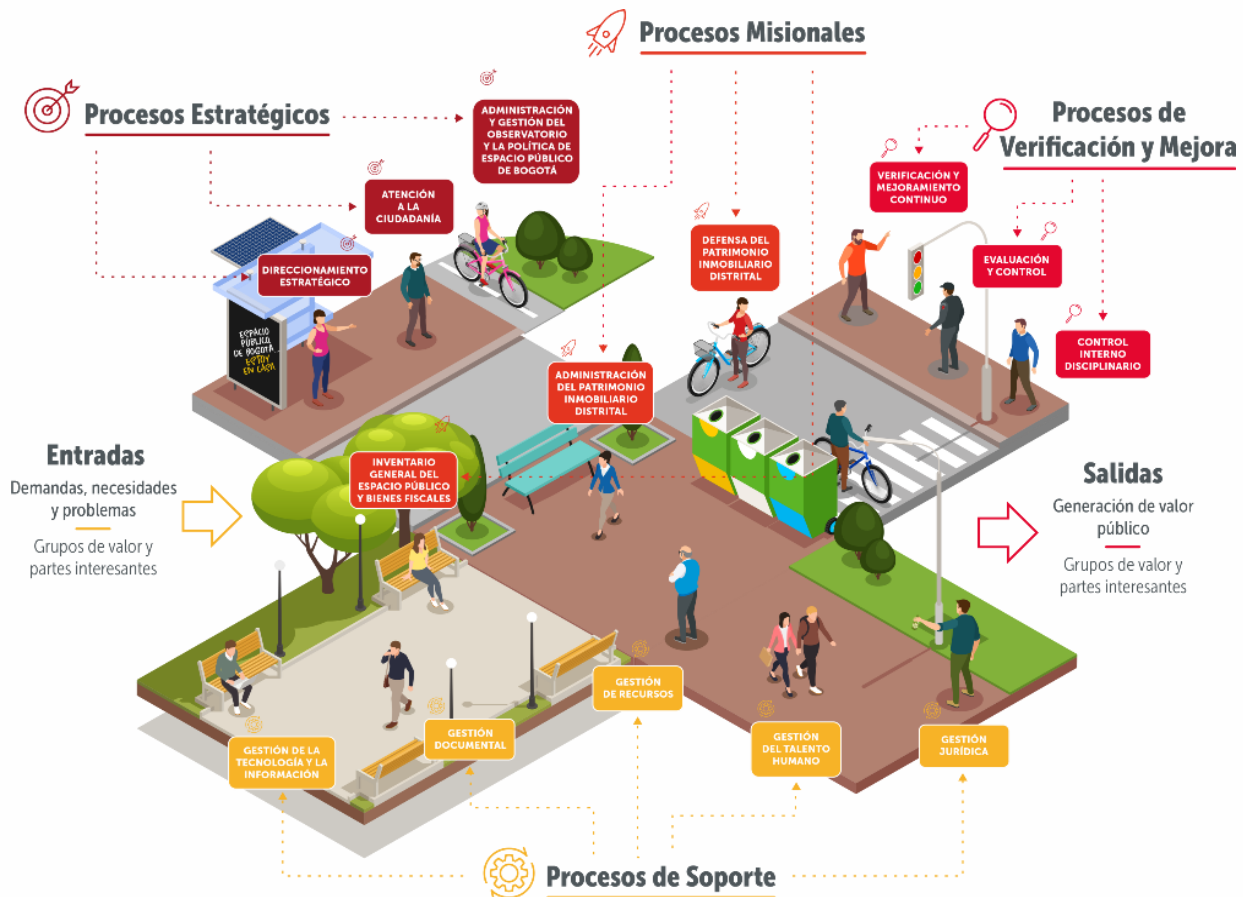 Procesos Misionales
Procesos Estratégicos
ADMINISTRACIÓN
Y GESTIÓN DEL
OBSERVATORIO
Y LA POLÍTICA DE
ESPACIO PÚBLICO
DE BOGOTÁ
ATENCIÓN
A LA
CIUDADANÍA
DIRECCIONAMIENTO
ESTRATÉGICO
Procesos de
Verificación y Mejora
VERIFICACIÓN Y
MEJORAMIENTO
CONTINUO
EVALUACIÓN
Y CONTROL
CONTROL
INTERNO
DISCIPLINARIO
DEFENSA DEL
PATRIMONIO
INMOBILIARIO
DISTRITAL
ADMINISTRACIÓN
DEL PATRIMONIO
INMOBILIARIO
DISTRITAL
INVENTARIO
GENERAL DEL
ESPACIO PÚBLICO
Y BIENES FISCALES
ESPACIO
PÚBLICO
DE BOGOTÁ
ESTOY
EN CASA
Entradas
Demandas, necesidades
y problemas
Grupos de valor y
partes interesantes
Salidas
Generación de valor
público
Grupos de valor y
partes interesantes
GESTIÓN DE LA
TECNOLOGÍA Y LA
INFORMACIÓN
GESTIÓN
DOCUMENTAL
GESTIÓN
DE RECURSOS
GESTIÓN
DEL TALENTO
HUMANO
GESTIÓN
JURÍDICA
Procesos de Soporte